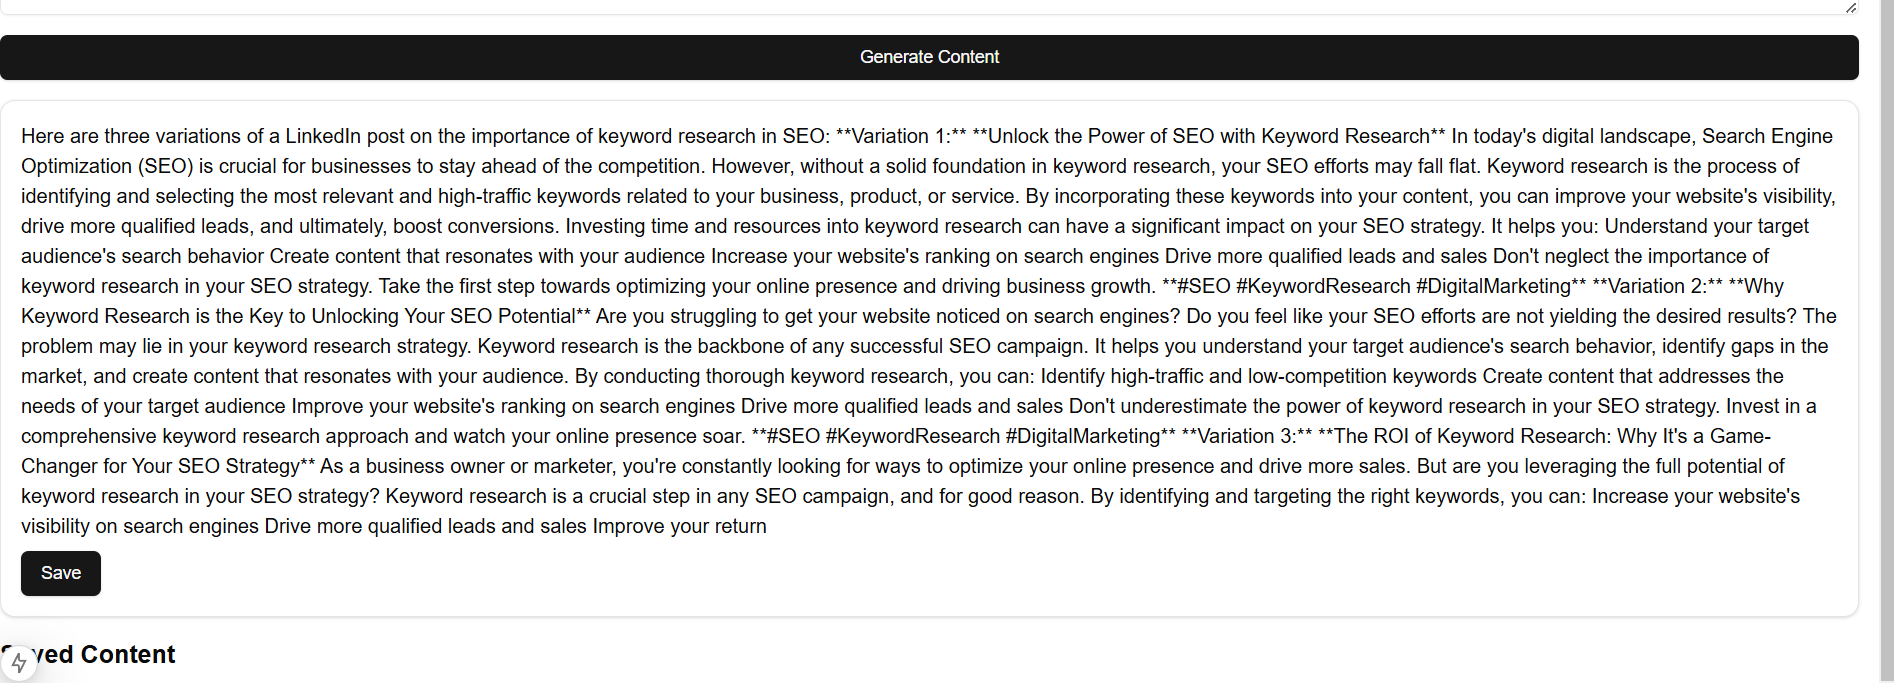 Generate Content
Here are three variations of a LinkedIn post on the importance of keyword research in SEO: **Variation 1:** **Unlock the Power of SEO with Keyword Research** In today's digital landscape, Search Engine
Optimization (SEO) is crucial for businesses to stay ahead of the competition. However, without a solid foundation in keyword research, your SEO efforts may fall flat. Keyword research is the process of
identifying and selecting the most relevant and high-traffic keywords related to your business, product, or service. By incorporating these keywords into your content, you can improve your website's visibility,
drive more qualified leads, and ultimately, boost conversions. Investing time and resources into keyword research can have a significant impact on your SEO strategy. It helps you: Understand your target
audience's search behavior Create content that resonates with your audience Increase your website's ranking on search engines Drive more qualified leads and sales Don't neglect the importance of
keyword research in your SEO strategy. Take the first step towards optimizing your online presence and driving business growth. **#SEO #KeywordResearch #DigitalMarketing** **Variation 2:** **Why
Keyword Research is the Key to Unlocking Your SEO Potential** Are you struggling to get your website noticed on search engines? Do you feel like your SEO efforts are not yielding the desired results? The
problem may lie in your keyword research strategy. Keyword research is the backbone of any successful SEO campaign. It helps you understand your target audience's search behavior, identify gaps in the
market, and create content that resonates with your audience. By conducting thorough keyword research, you can: Identify high-traffic and low-competition keywords Create content that addresses the
needs of your target audience Improve your website's ranking on search engines Drive more qualified leads and sales Don't underestimate the power of keyword research in your SEO strategy. Invest in a
comprehensive keyword research approach and watch your online presence soar. **#SEO #KeywordResearch #DigitalMarketing** **Variation 3:** **The ROI of Keyword Research: Why It's a Game-
Changer for Your SEO Strategy** As a business owner or marketer, you're constantly looking for ways to optimize your online presence and drive more sales. But are you leveraging the full potential of
keyword research in your SEO strategy? Keyword research is a crucial step in any SEO campaign, and for good reason. By identifying and targeting the right keywords, you can: Increase your website's
visibility on search engines Drive more qualified leads and sales Improve your return
Save
Saved Content